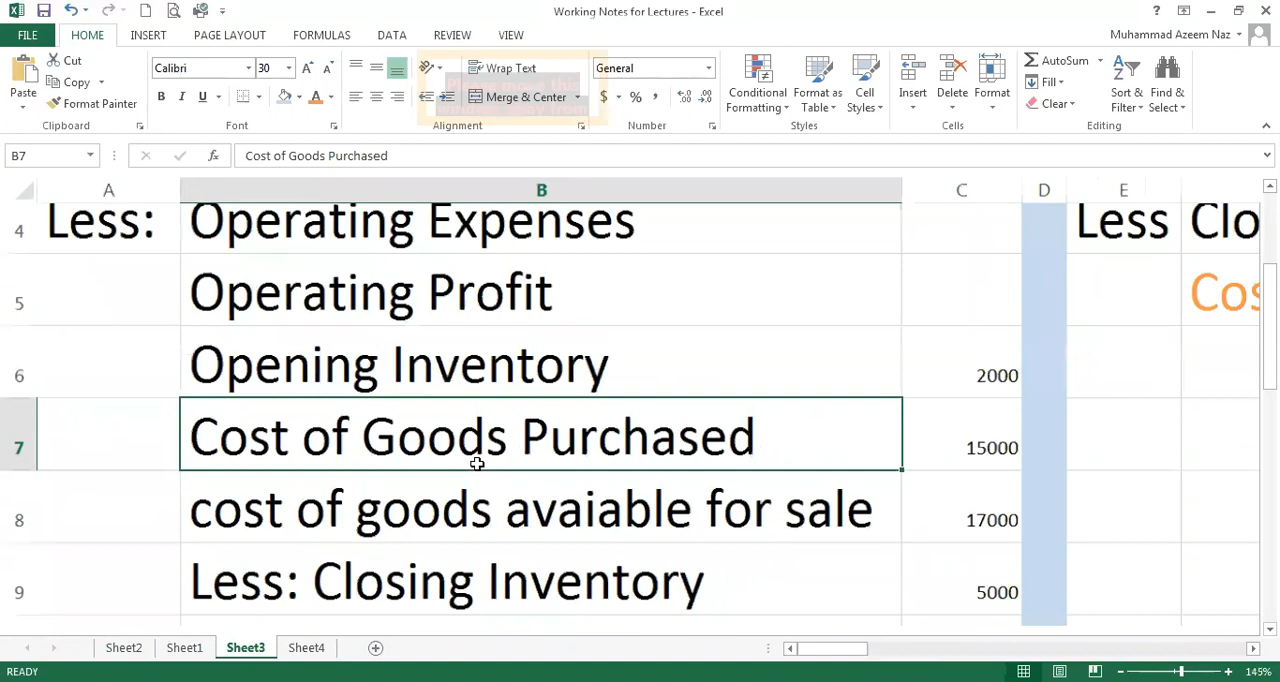 Working Notes for Lectures - Excel
FILE HOME INSERT PAGE LAYOUT FORMULAS DATA REVIEW VIEW Muhammad Azeem Naz
Cut
Copy
Format Painter
Paste
Clipboard
Calibri 30
B I U
Font
Wrap Text
Merge & Center
Alignment
General
$ % ,
Number
Conditional Formatting
Format as Table
Cell Styles
Styles
Insert Delete Format
Cells
AutoSum
Fill
Clear
Sort & Filter
Find & Select
Editing
B7 fx Cost of Goods Purchased
A B C D E
4 Less: Operating Expenses Less Clo
5 Operating Profit Cos
6 Opening Inventory 2000
7 Cost of Goods Purchased 15000
8 cost of goods avaiable for sale 17000
9 Less: Closing Inventory 5000
Sheet2 Sheet1 Sheet3 Sheet4
READY 145%